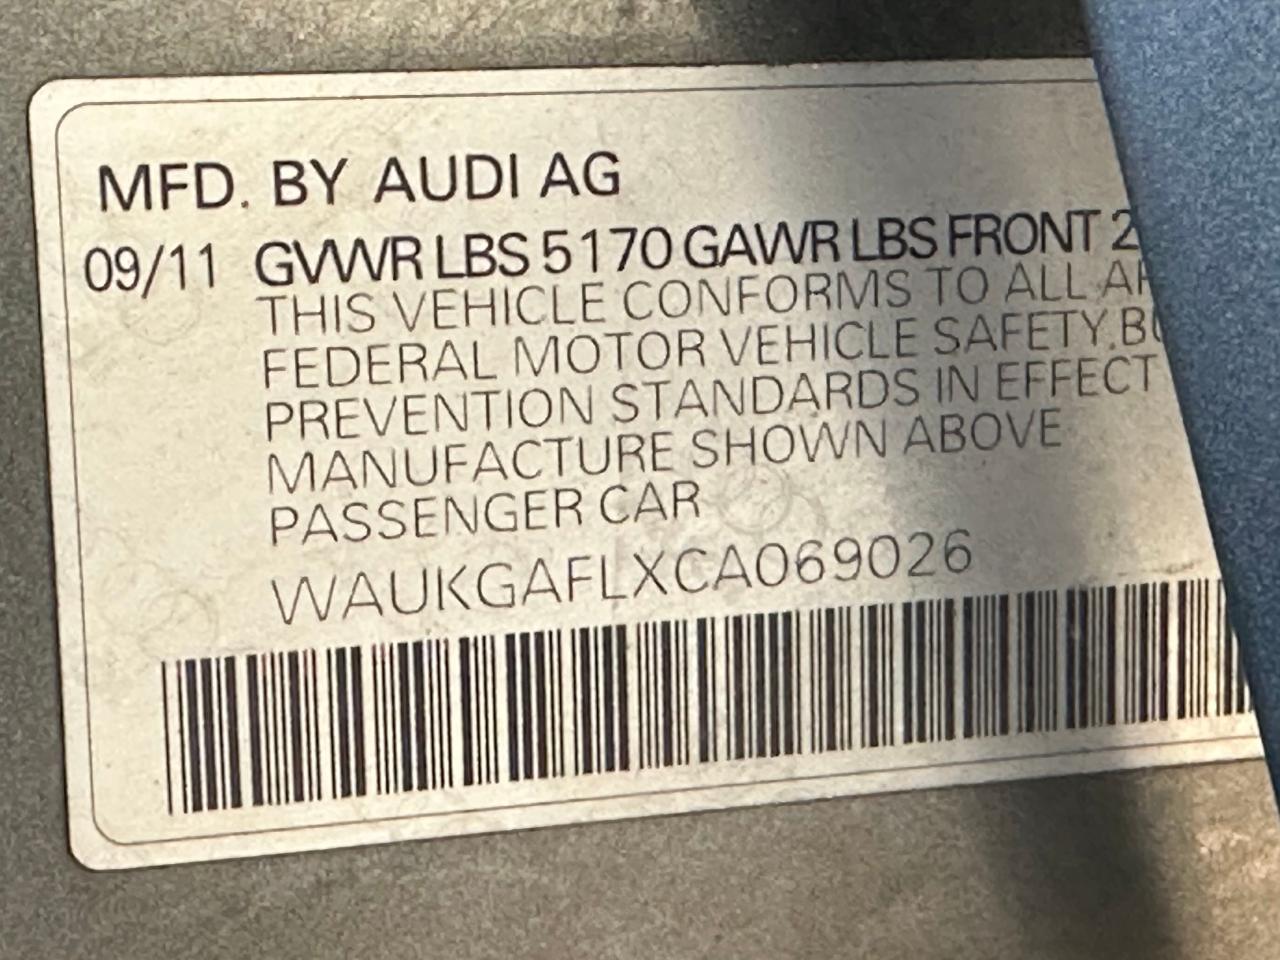 MFD. BY AUDI AG
09/11 GVWR LBS 5170 GAWR LBS FRONT 2
THIS VEHICLE CONFORMS TO ALL
FEDERAL MOTOR VEHICLE SAFETY,
PREVENTION STANDARDS IN EFFECT
MANUFACTURE SHOWN ABOVE
PASSENGER CAR
WAUKGAFLXCA069026